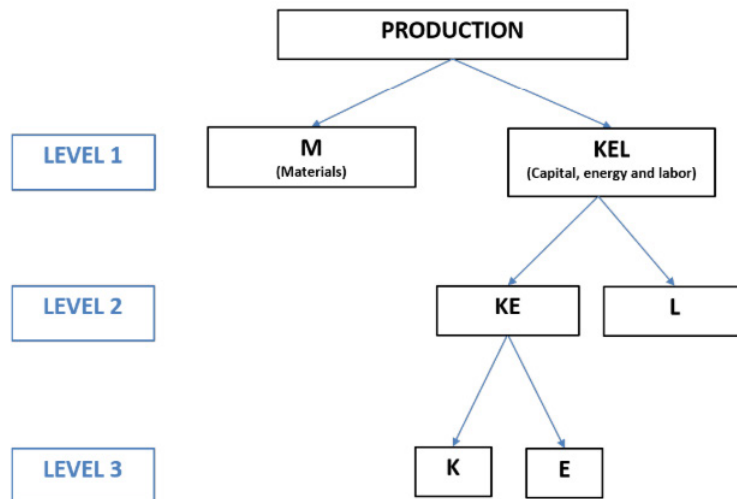 PRODUCTION
LEVEL 1
M
(Materials)
KEL
(Capital, energy and labor)
LEVEL 2
KE
L
LEVEL 3
K
E